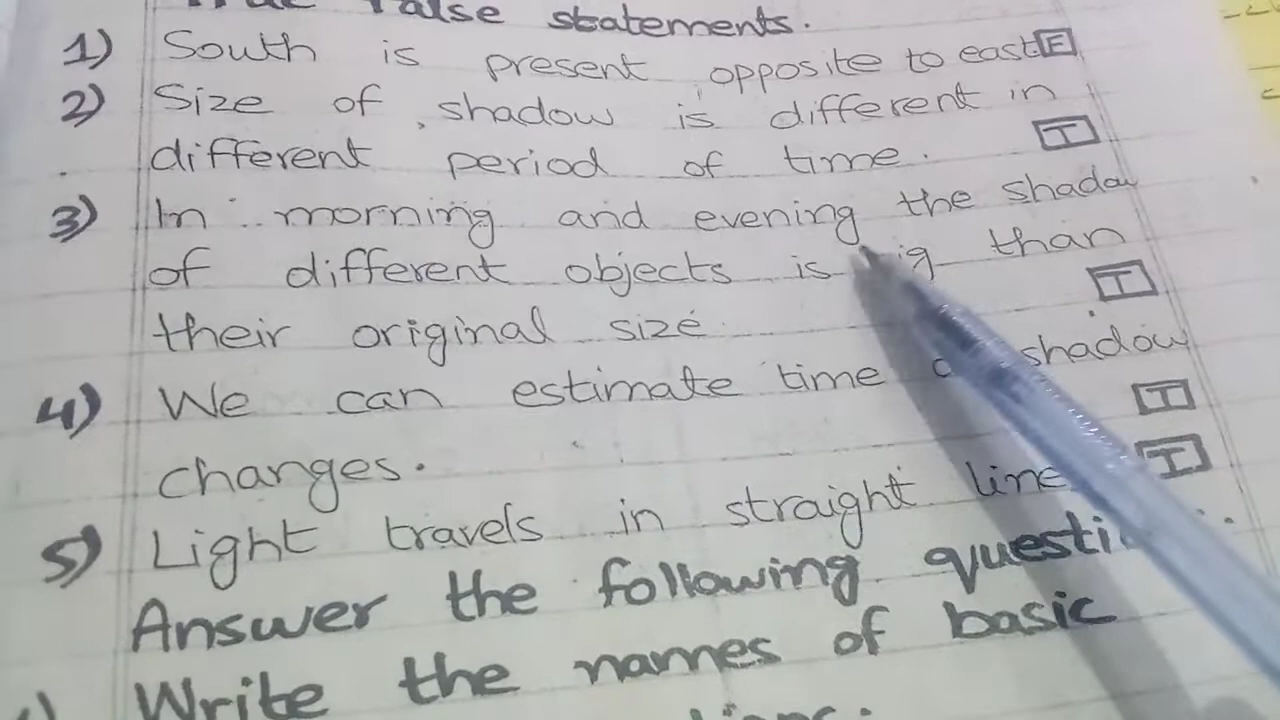 True False statements.
1) South is present opposite to east F
2) Size of shadow is different in
different period of time. T
3) In morning and evening the shadow
of different objects is than
their original size T
4) We can estimate time shadow
changes. T
5) Light travels in straight line T
Answer the following
Write the names of basic